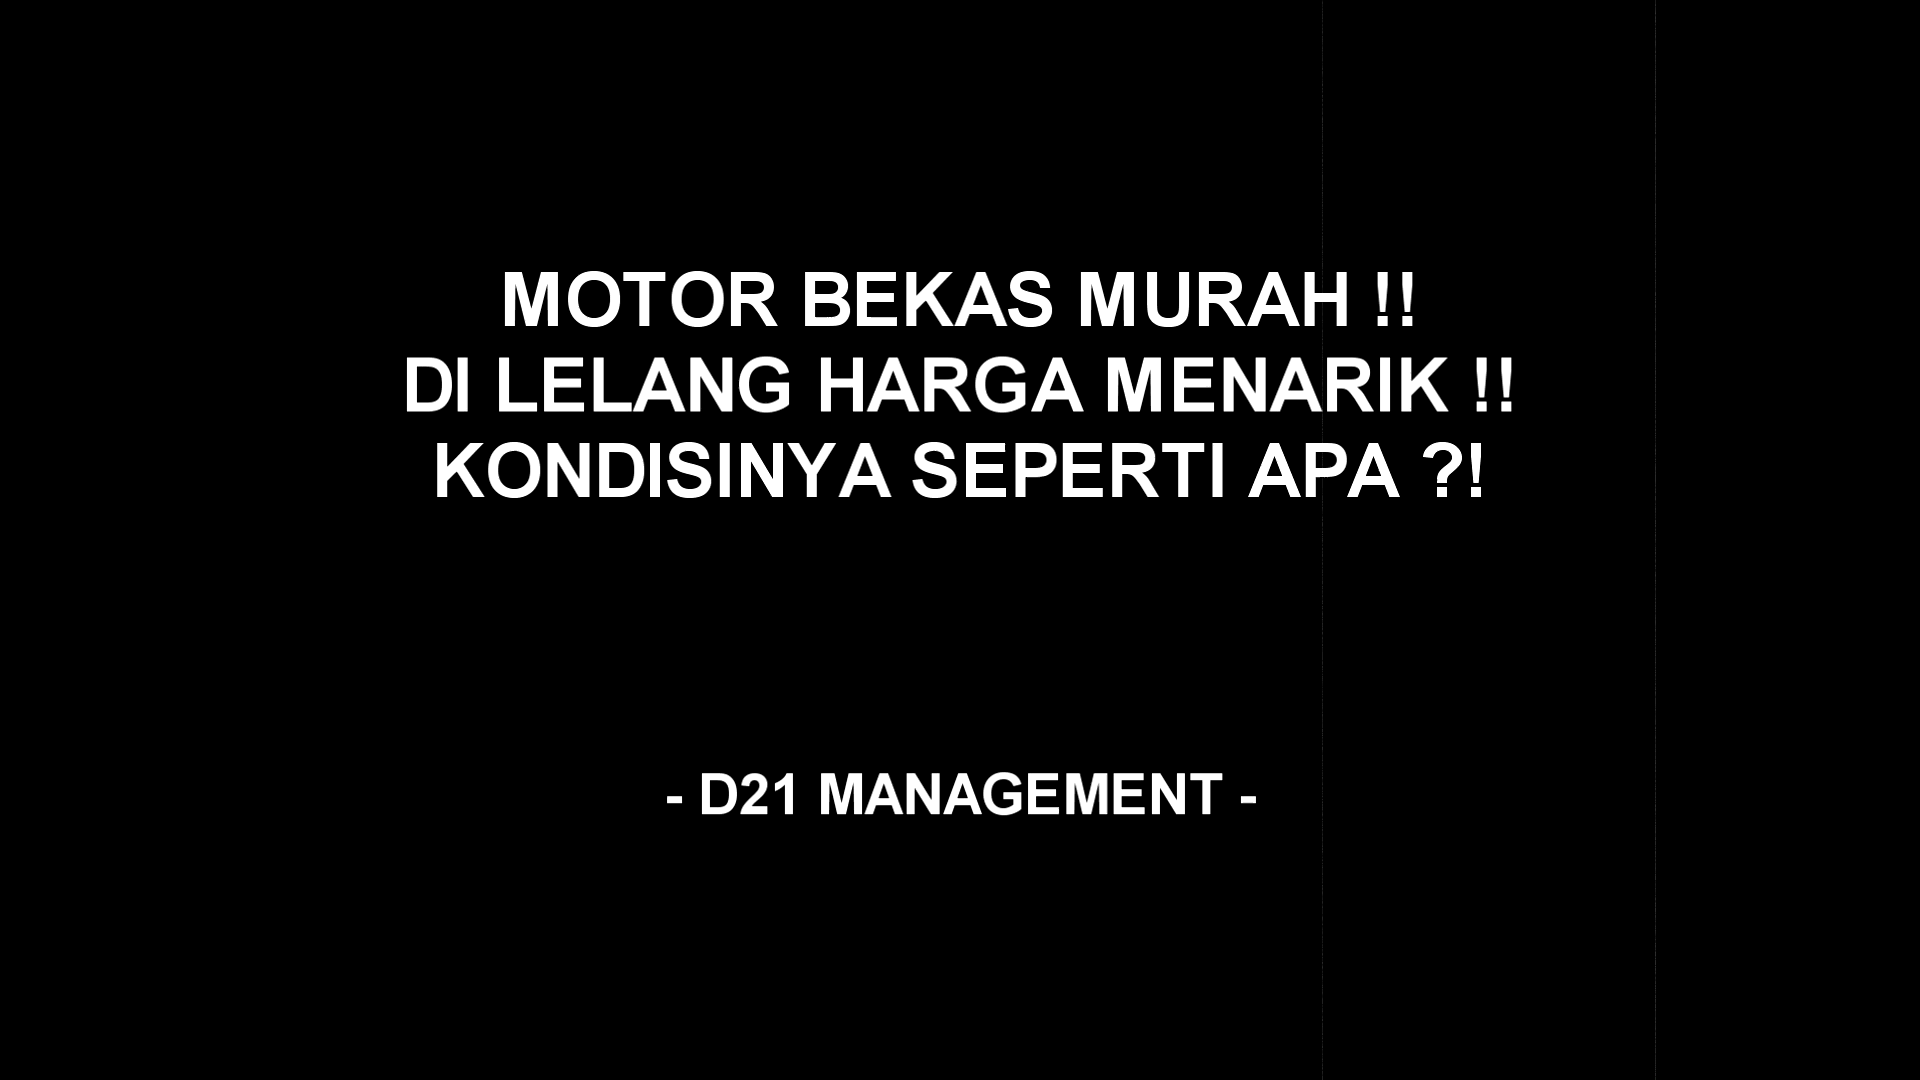 MOTOR BEKAS MURAH !!
DI LELANG HARGA MENARIK !!
KONDISINYA SEPERTI APA ?!
- D21 MANAGEMENT -